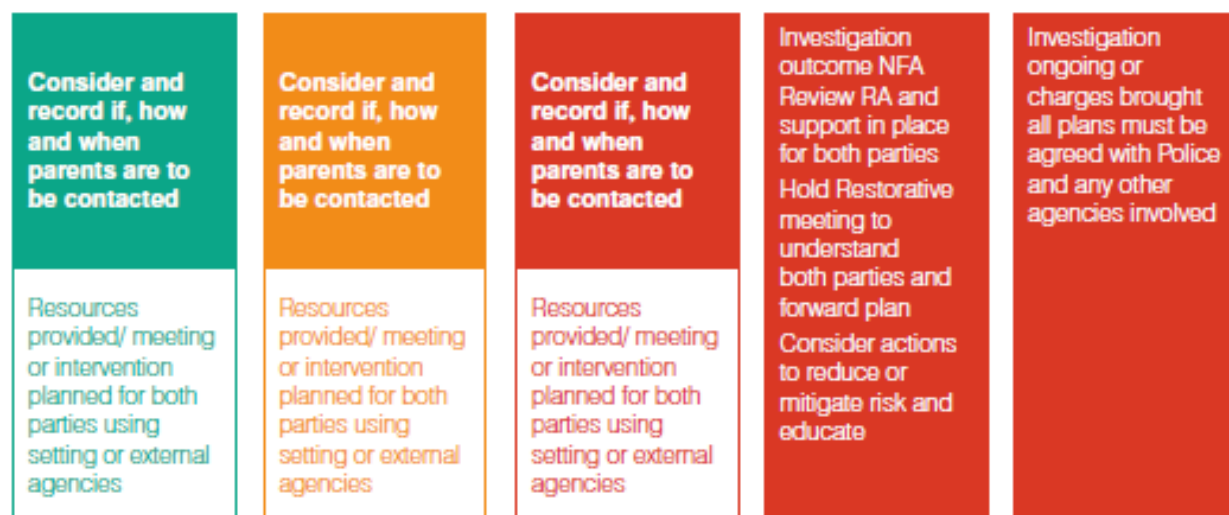 Consider and
record if, how
and when
parents are to
be contacted
Resources
provided/ meeting
or intervention
planned for both
parties using
setting or external
agencies
Consider and
record if, how
and when
parents are to
be contacted
Resources
provided/ meeting
or intervention
planned for both
parties using
setting or external
agencies
Consider and
record if, how
and when
parents are to
be contacted
Resources
provided/ meeting
or intervention
planned for both
parties using
setting or external
agencies
Investigation
outcome NFA
Review RA and
support in place
for both parties
Hold Restorative
meeting to
understand
both parties and
forward plan
Consider actions
to reduce or
mitigate risk and
educate
Investigation
ongoing or
charges brought
all plans must be
agreed with Police
and any other
agencies involved